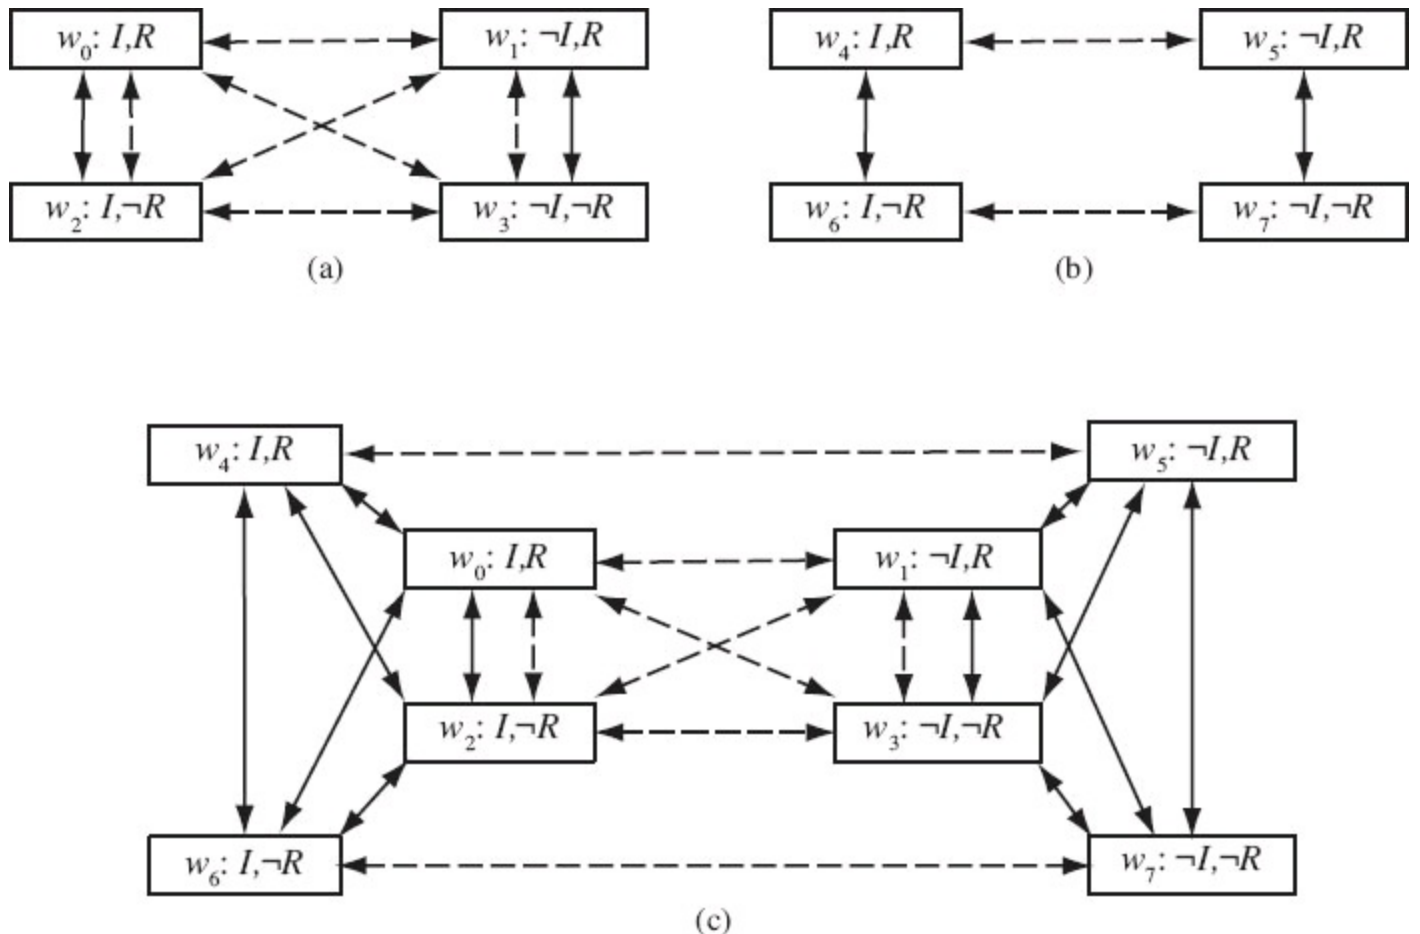 w₀: I,R
w₁: ¬I,R
w₂: I,¬R
w₃: ¬I,¬R
(a)
w₄: I,R
w₅: ¬I,R
w₆: I,¬R
w₇: ¬I,¬R
(b)
w₄: I,R
w₅: ¬I,R
w₀: I,R
w₁: ¬I,R
w₂: I,¬R
w₃: ¬I,¬R
w₆: I,¬R
w₇: ¬I,¬R
(c)